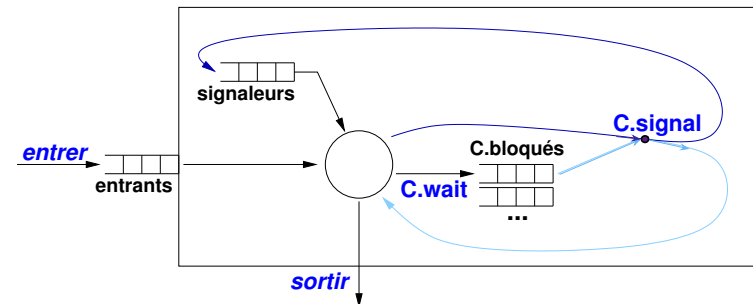 signaleurs
C.signal
entrer
C.bloqués
entrants
C.wait
...
sortir